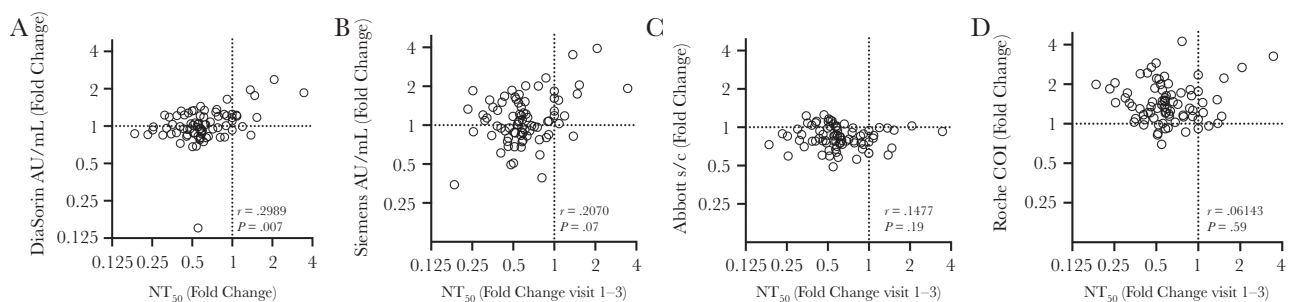 A
DiaSorin AU/mL (Fold Change)
4
2
1
0.5
0.25
0.125
r = .2989
P = .007
0.125 0.25 0.5 1 2 4
NT50 (Fold Change)
B
Siemens AU/mL (Fold Change)
4
2
1
0.5
0.25
r = .2070
P = .07
0.125 0.25 0.5 1 2 4
NT50 (Fold Change visit 1–3)
C
Abbott s/c (Fold Change)
4
2
1
0.5
0.25
r = .1477
P = .19
0.125 0.25 0.5 1 2 4
NT50 (Fold Change visit 1–3)
D
Roche COI (Fold Change)
4
2
1
0.5
0.25
r = .06143
P = .59
0.125 0.25 0.5 1 2 4
NT50 (Fold Change visit 1–3)